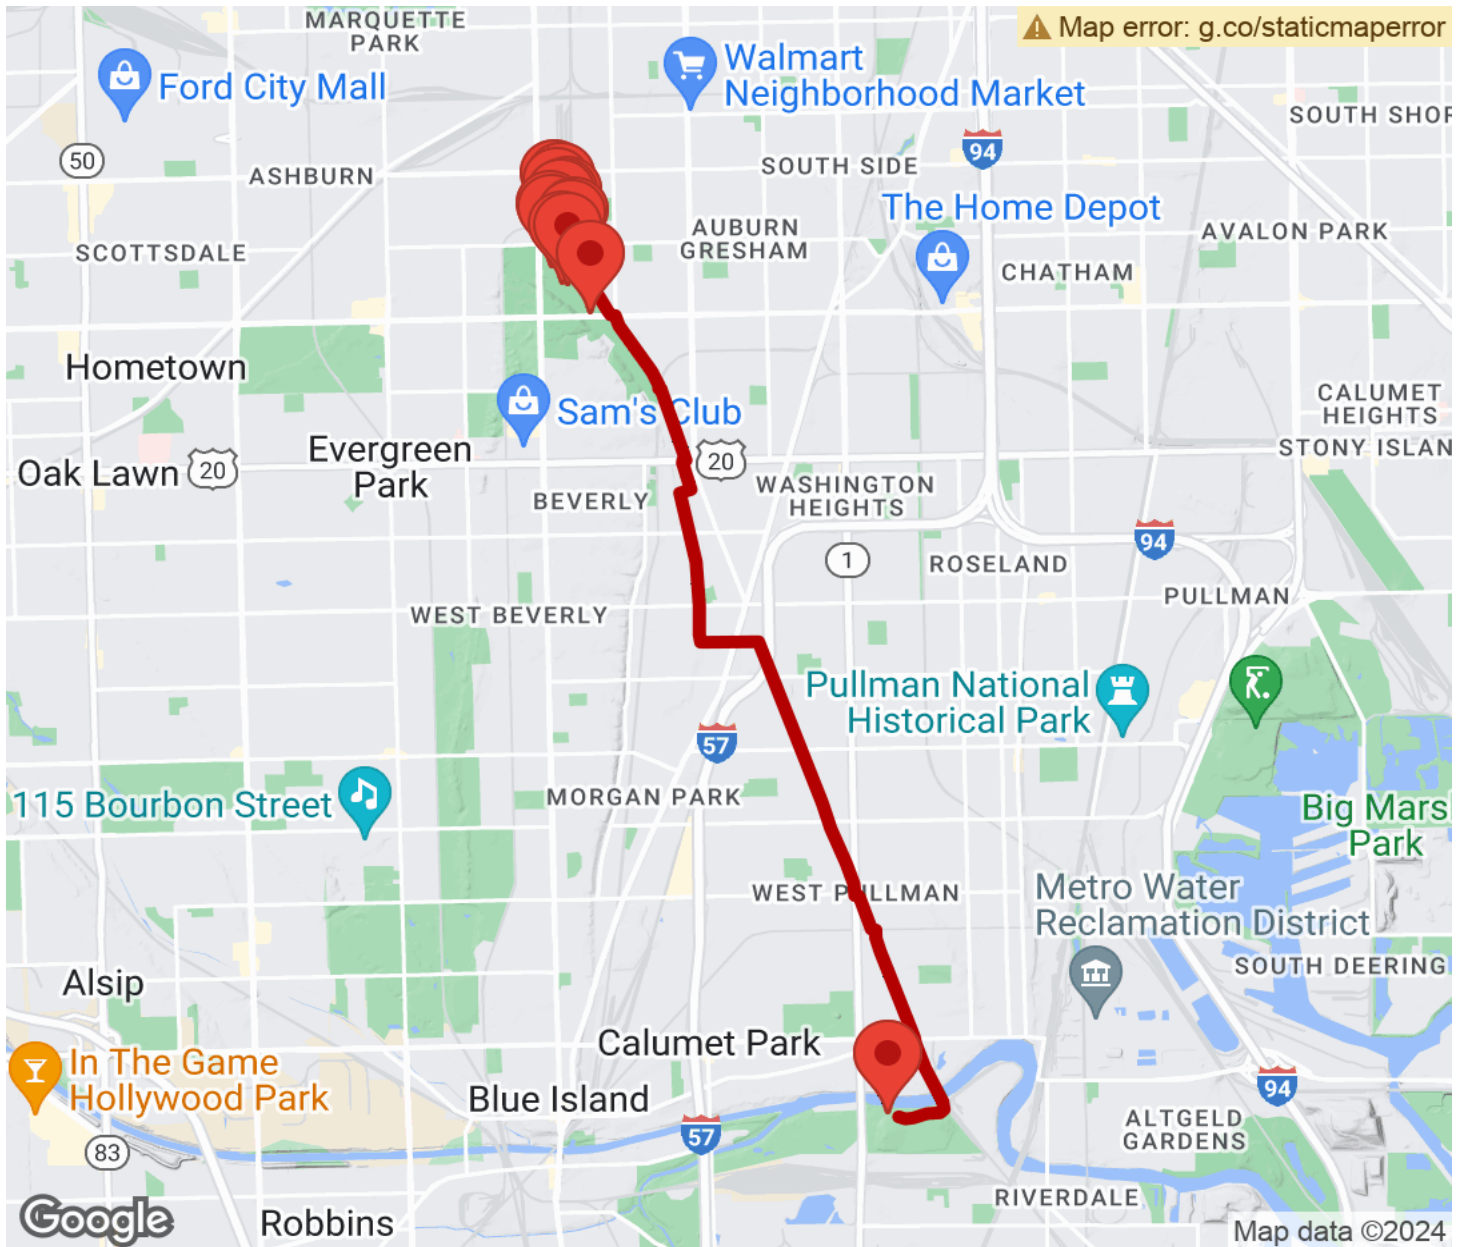 MARQUETTE
PARK
Map error: g.co/staticmaperror
Ford City Mall
Walmart
Neighborhood Market
SOUTH SHOR
50
94
ASHBURN
SOUTH SIDE
The Home Depot
SCOTTSDALE
AUBURN
GRESHAM
AVALON PARK
CHATHAM
Hometown
Sam's Club
CALUMET
HEIGHTS
STONY ISLAN
Evergreen
Park
Oak Lawn
20
20
BEVERLY
WASHINGTON
HEIGHTS
94
1
ROSELAND
PULLMAN
WEST BEVERLY
Pullman National
Historical Park
57
115 Bourbon Street
MORGAN PARK
Big Mars
Park
WEST PULLMAN
Metro Water
Reclamation District
SOUTH DEERING
Alsip
Calumet Park
In The Game
Hollywood Park
Blue Island
94
57
ALTGELD
GARDENS
83
RIVERDALE
Google
Robbins
Map data ©2024